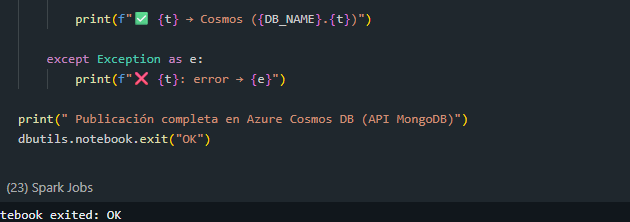 print(f"✅ {t} → Cosmos ({DB_NAME}.{t})")
except Exception as e:
print(f"❌ {t}: error → {e}")
print(" Publicación completa en Azure Cosmos DB (API MongoDB)")
dbutils.notebook.exit("OK")
(23) Spark Jobs
tebook exited: OK